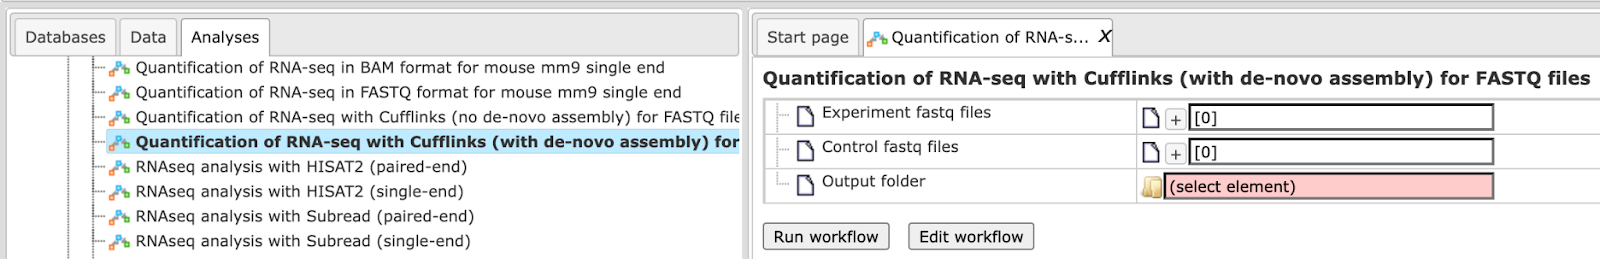 Databases Data Analyses
Quantification of RNA-seq in BAM format for mouse mm9 single end
Quantification of RNA-seq in FASTQ format for mouse mm9 single end
Quantification of RNA-seq with Cufflinks (no de-novo assembly) for FASTQ file
Quantification of RNA-seq with Cufflinks (with de-novo assembly) for
RNAseq analysis with HISAT2 (paired-end)
RNAseq analysis with HISAT2 (single-end)
RNAseq analysis with Subread (paired-end)
RNAseq analysis with Subread (single-end)
Start page Quantification of RNA-s... X
Quantification of RNA-seq with Cufflinks (with de-novo assembly) for FASTQ files
Experiment fastq files + [0]
Control fastq files + [0]
Output folder (select element)
Run workflow Edit workflow